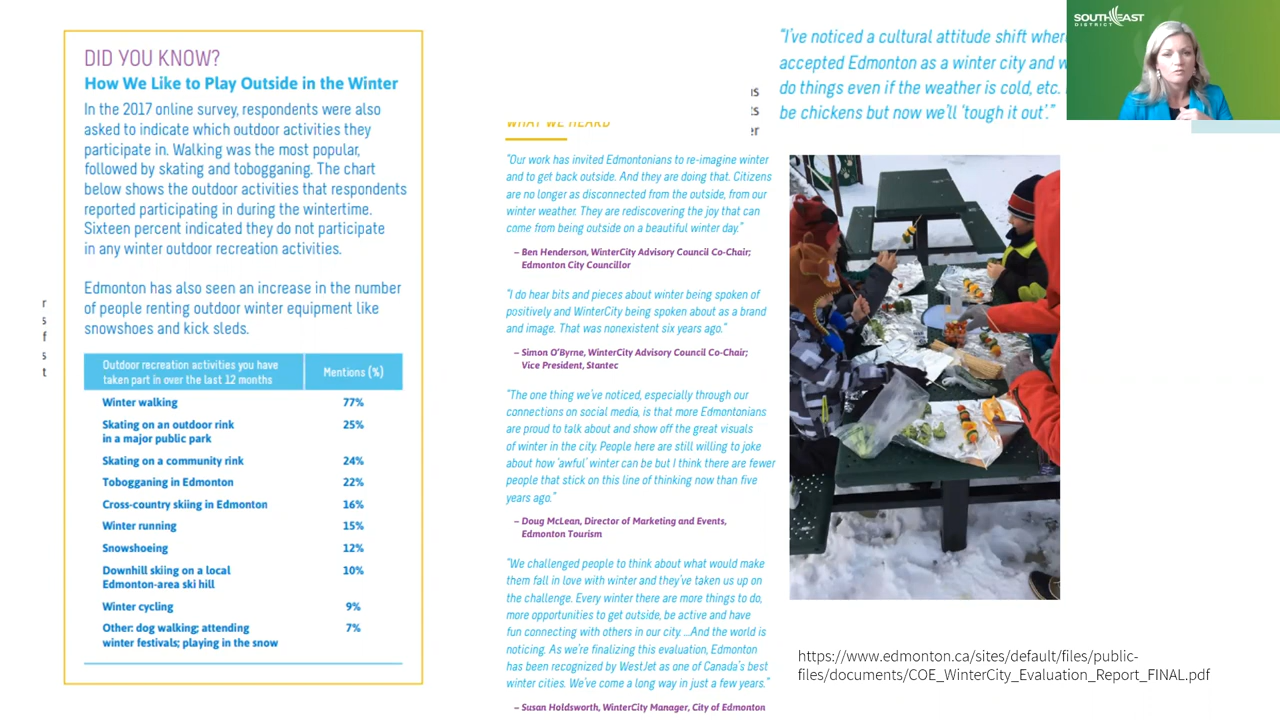 DID YOU KNOW?
How We Like to Play Outside in the Winter
In the 2017 online survey, respondents were also
asked to indicate which outdoor activities they
participate in. Walking was the most popular,
followed by skating and tobogganing. The chart
below shows the outdoor activities that respondents
reported participating in during the wintertime.
Sixteen percent indicated they do not participate
in any winter outdoor recreation activities.
Edmonton has also seen an increase in the number
of people renting outdoor winter equipment like
snowshoes and kick sleds.
Outdoor recreation activities you have
taken part in over the last 12 months
Mentions (%)
Winter walking 77%
Skating on an outdoor rink
in a major public park 25%
Skating on a community rink 24%
Tobogganing in Edmonton 22%
Cross-country skiing in Edmonton 16%
Winter running 15%
Snowshoeing 12%
Downhill skiing on a local
Edmonton-area ski hill 10%
Winter cycling 9%
Other: dog walking; attending
winter festivals; playing in the snow 7%
r
s
f
s
t
WHAT WE HEARD
"Our work has invited Edmontonians to re-imagine winter
and to get back outside. And they are doing that. Citizens
are no longer as disconnected from the outside, from our
winter weather. They are rediscovering the joy that can
come from being outside on a beautiful winter day."
– Ben Henderson, WinterCity Advisory Council Co-Chair;
Edmonton City Councillor
"I do hear bits and pieces about winter being spoken of
positively and WinterCity being spoken about as a brand
and image. That was nonexistent six years ago."
– Simon O'Byrne, WinterCity Advisory Council Co-Chair;
Vice President, Stantec
"The one thing we've noticed, especially through our
connections on social media, is that more Edmontonians
are proud to talk about and show off the great visuals
of winter in the city. People here are still willing to joke
about how 'awful' winter can be but I think there are fewer
people that stick on this line of thinking now than five
years ago."
– Doug McLean, Director of Marketing and Events,
Edmonton Tourism
"We challenged people to think about what would make
them fall in love with winter and they've taken us up on
the challenge. Every winter there are more things to do,
more opportunities to get outside, be active and have
fun connecting with others in our city. ...And the world is
noticing. As we're finalizing this evaluation, Edmonton
has been recognized by WestJet as one of Canada's best
winter cities. We've come a long way in just a few years."
– Susan Holdsworth, WinterCity Manager, City of Edmonton
er
"I've noticed a cultural attitude shift wher
accepted Edmonton as a winter city and w
do things even if the weather is cold, etc.
be chickens but now we'll 'tough it out'."
SOUTHEAST
DISTRICT
https://www.edmonton.ca/sites/default/files/public-
files/documents/COE_WinterCity_Evaluation_Report_FINAL.pdf